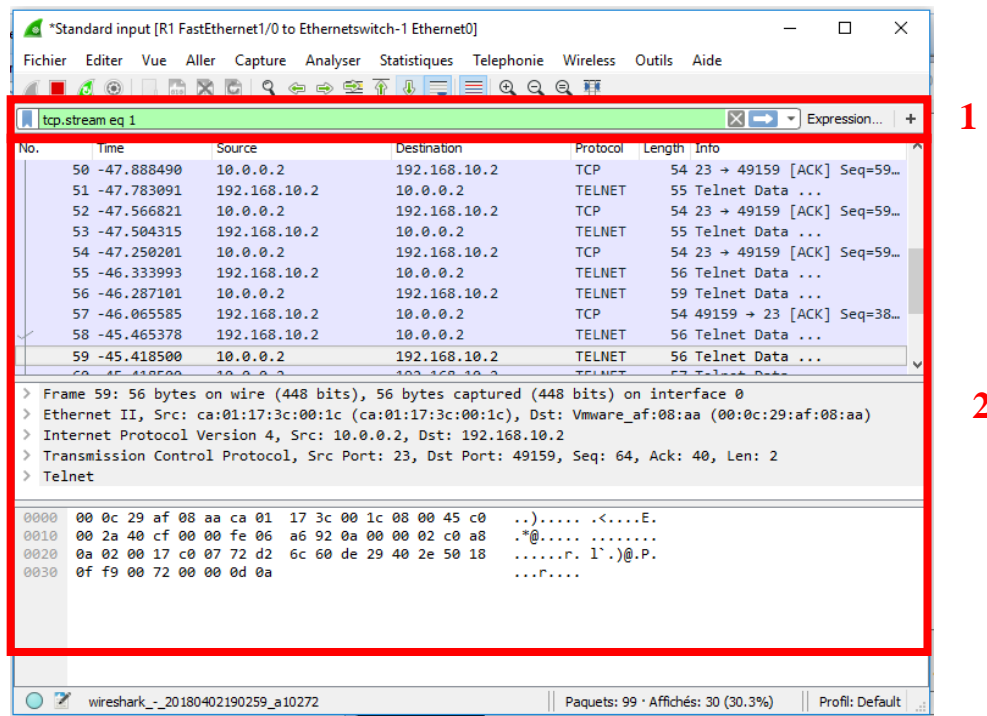 *Standard input [R1 FastEthernet1/0 to Ethernetswitch-1 Ethernet0]
Fichier Editer Vue Aller Capture Analyser Statistiques Telephonie Wireless Outils Aide
tcp.stream eq 1 Expression... + 1
No. Time Source Destination Protocol Length Info
50 -47.888490 10.0.0.2 192.168.10.2 TCP 54 23 → 49159 [ACK] Seq=59…
51 -47.783091 192.168.10.2 10.0.0.2 TELNET 55 Telnet Data ...
52 -47.566821 10.0.0.2 192.168.10.2 TCP 54 23 → 49159 [ACK] Seq=59…
53 -47.504315 192.168.10.2 10.0.0.2 TELNET 55 Telnet Data ...
54 -47.250201 10.0.0.2 192.168.10.2 TCP 54 23 → 49159 [ACK] Seq=59…
55 -46.333993 192.168.10.2 10.0.0.2 TELNET 56 Telnet Data ...
56 -46.287101 10.0.0.2 192.168.10.2 TELNET 59 Telnet Data ...
57 -46.065585 192.168.10.2 10.0.0.2 TCP 54 49159 → 23 [ACK] Seq=38…
58 -45.465378 192.168.10.2 10.0.0.2 TELNET 56 Telnet Data ...
59 -45.418500 10.0.0.2 192.168.10.2 TELNET 56 Telnet Data ...
60 -45.418500 10.0.0.2 192.168.10.2 TELNET 57 Telnet Data
> Frame 59: 56 bytes on wire (448 bits), 56 bytes captured (448 bits) on interface 0
> Ethernet II, Src: ca:01:17:3c:00:1c (ca:01:17:3c:00:1c), Dst: Vmware_af:08:aa (00:0c:29:af:08:aa)
2
> Internet Protocol Version 4, Src: 10.0.0.2, Dst: 192.168.10.2
> Transmission Control Protocol, Src Port: 23, Dst Port: 49159, Seq: 64, Ack: 40, Len: 2
> Telnet
0000 00 0c 29 af 08 aa ca 01 17 3c 00 1c 08 00 45 c0 ..)..... .<....E.
0010 00 2a 40 cf 00 00 fe 06 a6 92 0a 00 00 02 c0 a8 .*@..... ........
0020 0a 02 00 17 c0 07 72 d2 6c 60 de 29 40 2e 50 18 ......r. l`.)@.P.
0030 0f f9 00 72 00 00 0d 0a ...r....
wireshark_-_20180402190259_a10272 Paquets: 99 · Affichés: 30 (30.3%) Profil: Default